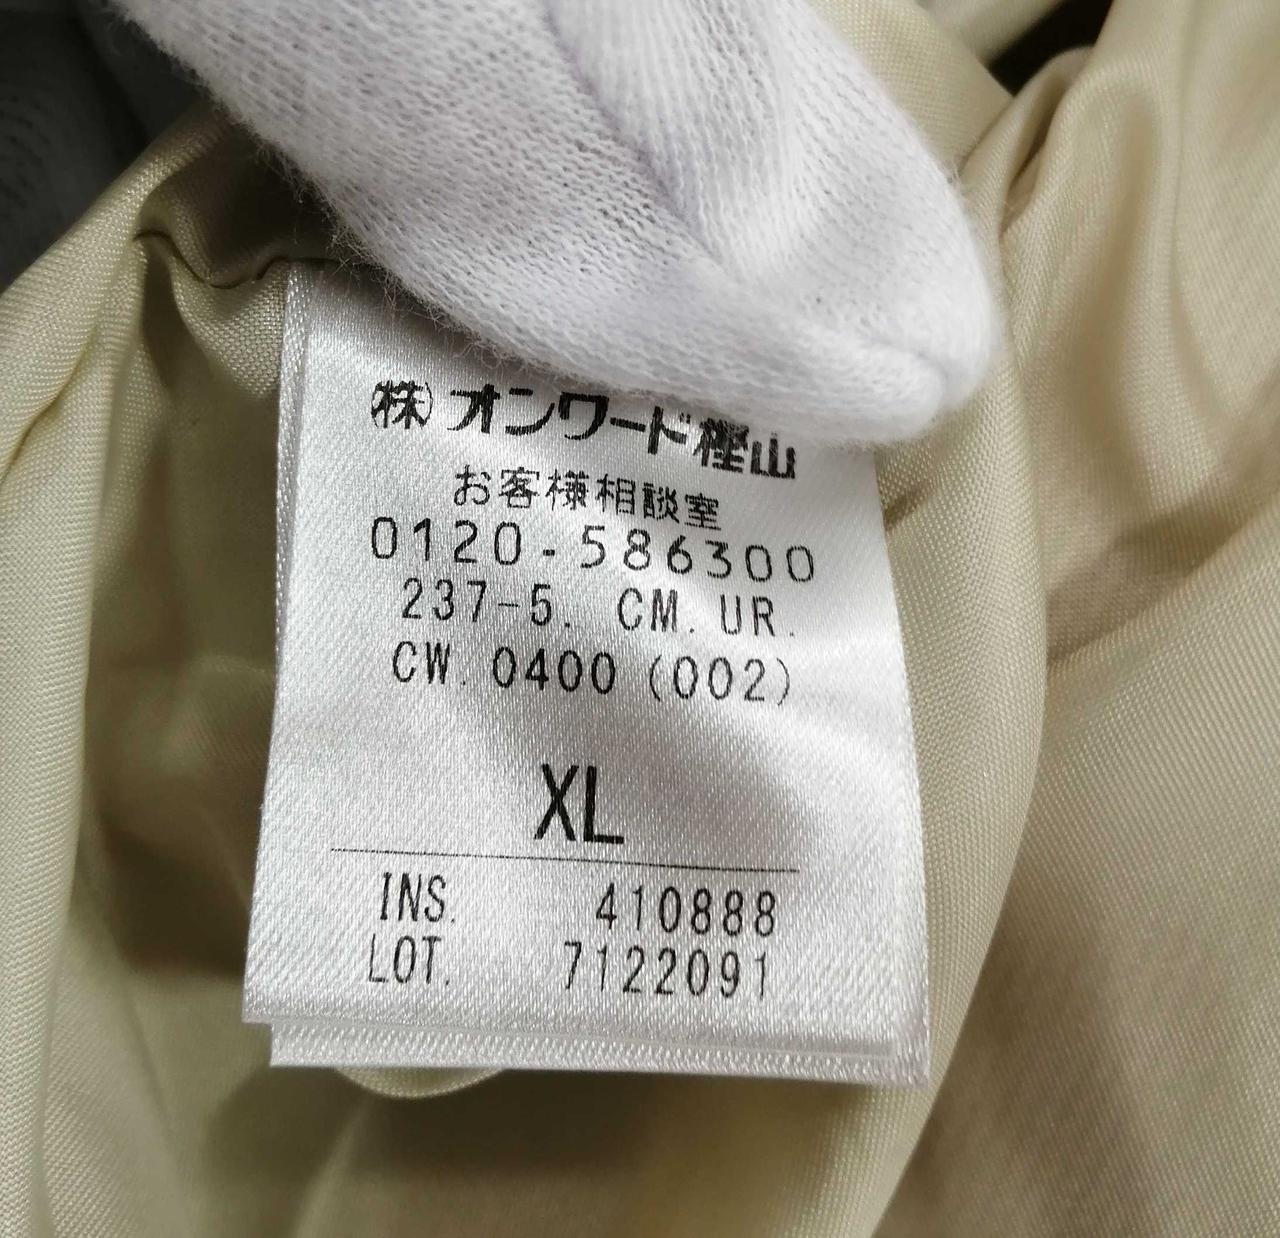 ㈱ オンワード樫山
お客様相談室
0120-586300
237-5. CM. UR.
CW. 0400 (002)
XL
INS. 410888
LOT. 7122091